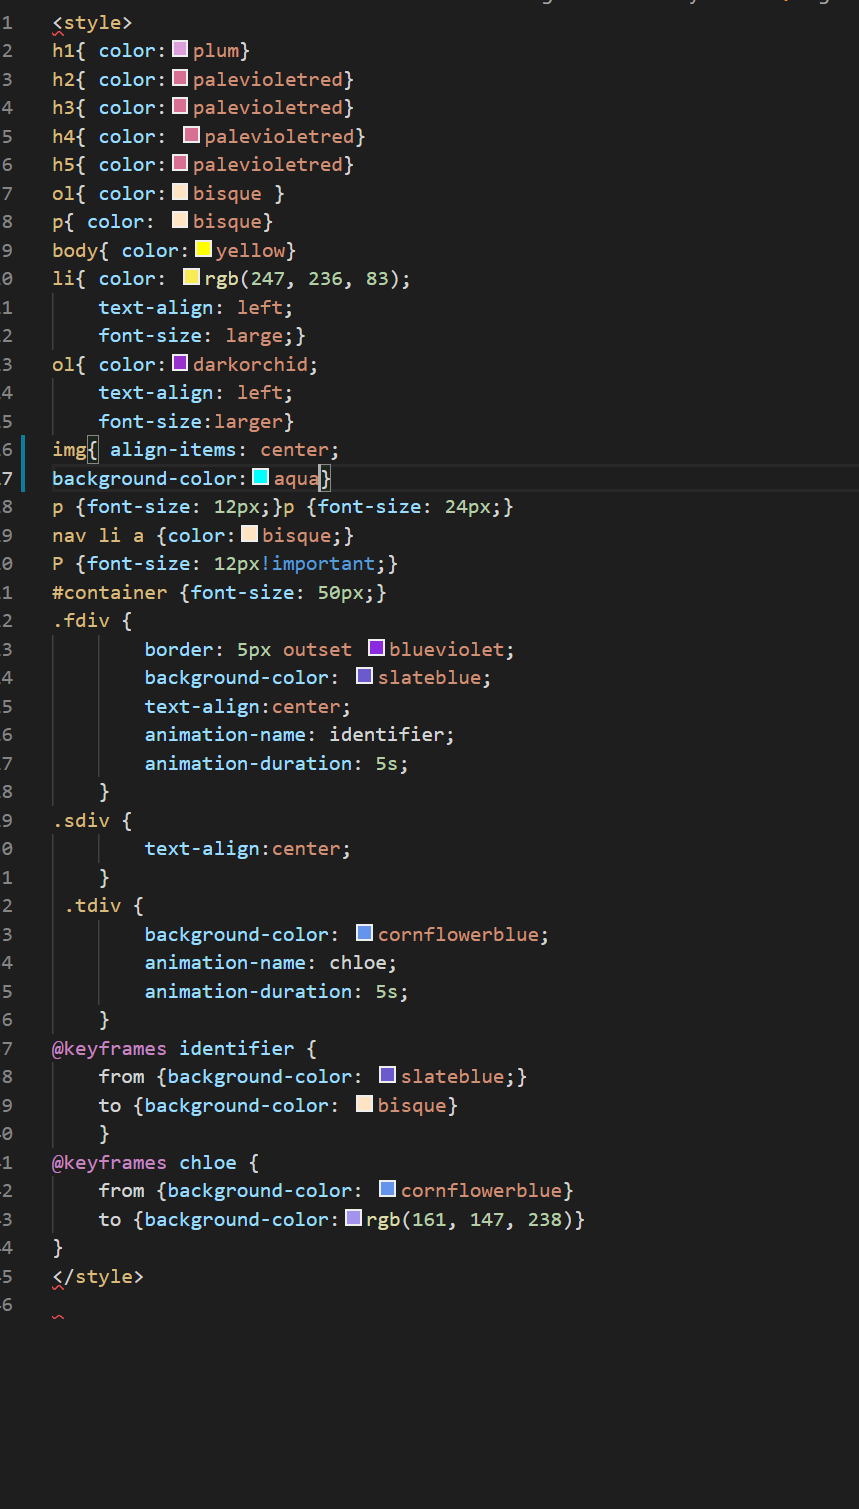 1 <style>
2 h1{ color:plum}
3 h2{ color:palevioletred}
4 h3{ color:palevioletred}
5 h4{ color: palevioletred}
6 h5{ color:palevioletred}
7 ol{ color:bisque }
8 p{ color: bisque}
9 body{ color:yellow}
0 li{ color: rgb(247, 236, 83);
1 text-align: left;
2 font-size: large;}
3 ol{ color:darkorchid;
4 text-align: left;
5 font-size:larger}
6 img{ align-items: center;
7 background-color:aqua}
8 p {font-size: 12px;}p {font-size: 24px;}
9 nav li a {color:bisque;}
0 P {font-size: 12px!important;}
1 #container {font-size: 50px;}
2 .fdiv {
3 border: 5px outset blueviolet;
4 background-color: slateblue;
5 text-align:center;
6 animation-name: identifier;
7 animation-duration: 5s;
8 }
9 .sdiv {
0 text-align:center;
1 }
2 .tdiv {
3 background-color: cornflowerblue;
4 animation-name: chloe;
5 animation-duration: 5s;
6 }
7 @keyframes identifier {
8 from {background-color: slateblue;}
9 to {background-color: bisque}
0 }
1 @keyframes chloe {
2 from {background-color: cornflowerblue}
3 to {background-color:rgb(161, 147, 238)}
4 }
5 </style>
6